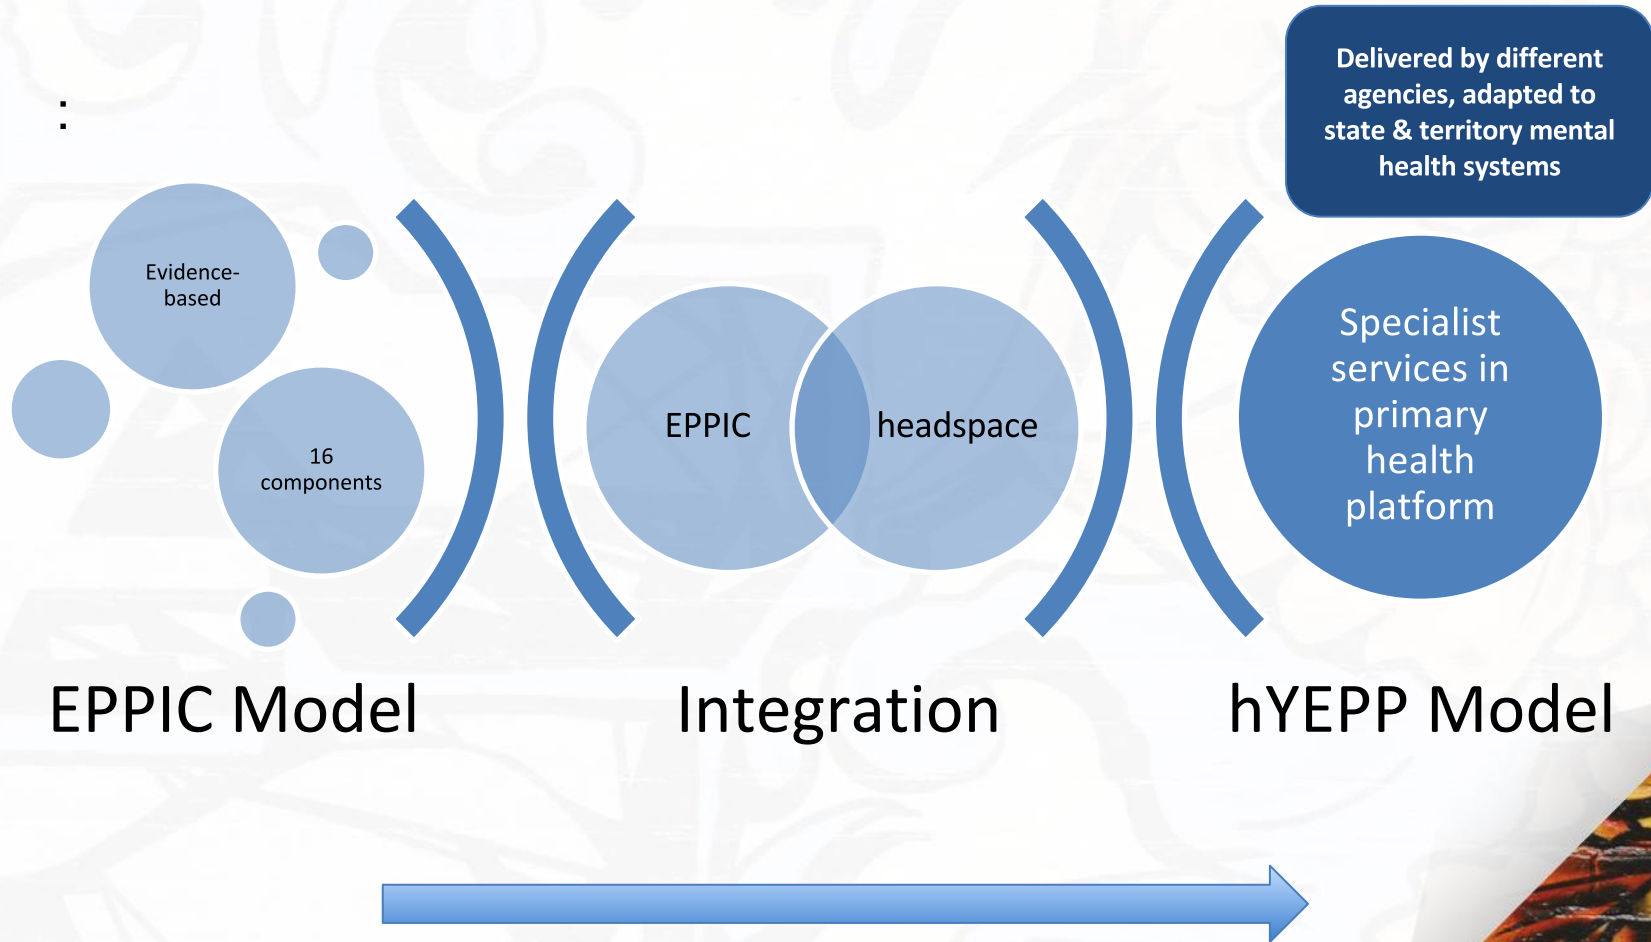 :
Delivered by different
agencies, adapted to
state & territory mental
health systems
Evidence-
based
16
components
EPPIC
headspace
Specialist
services in
primary
health
platform
EPPIC Model
Integration
hYEPP Model